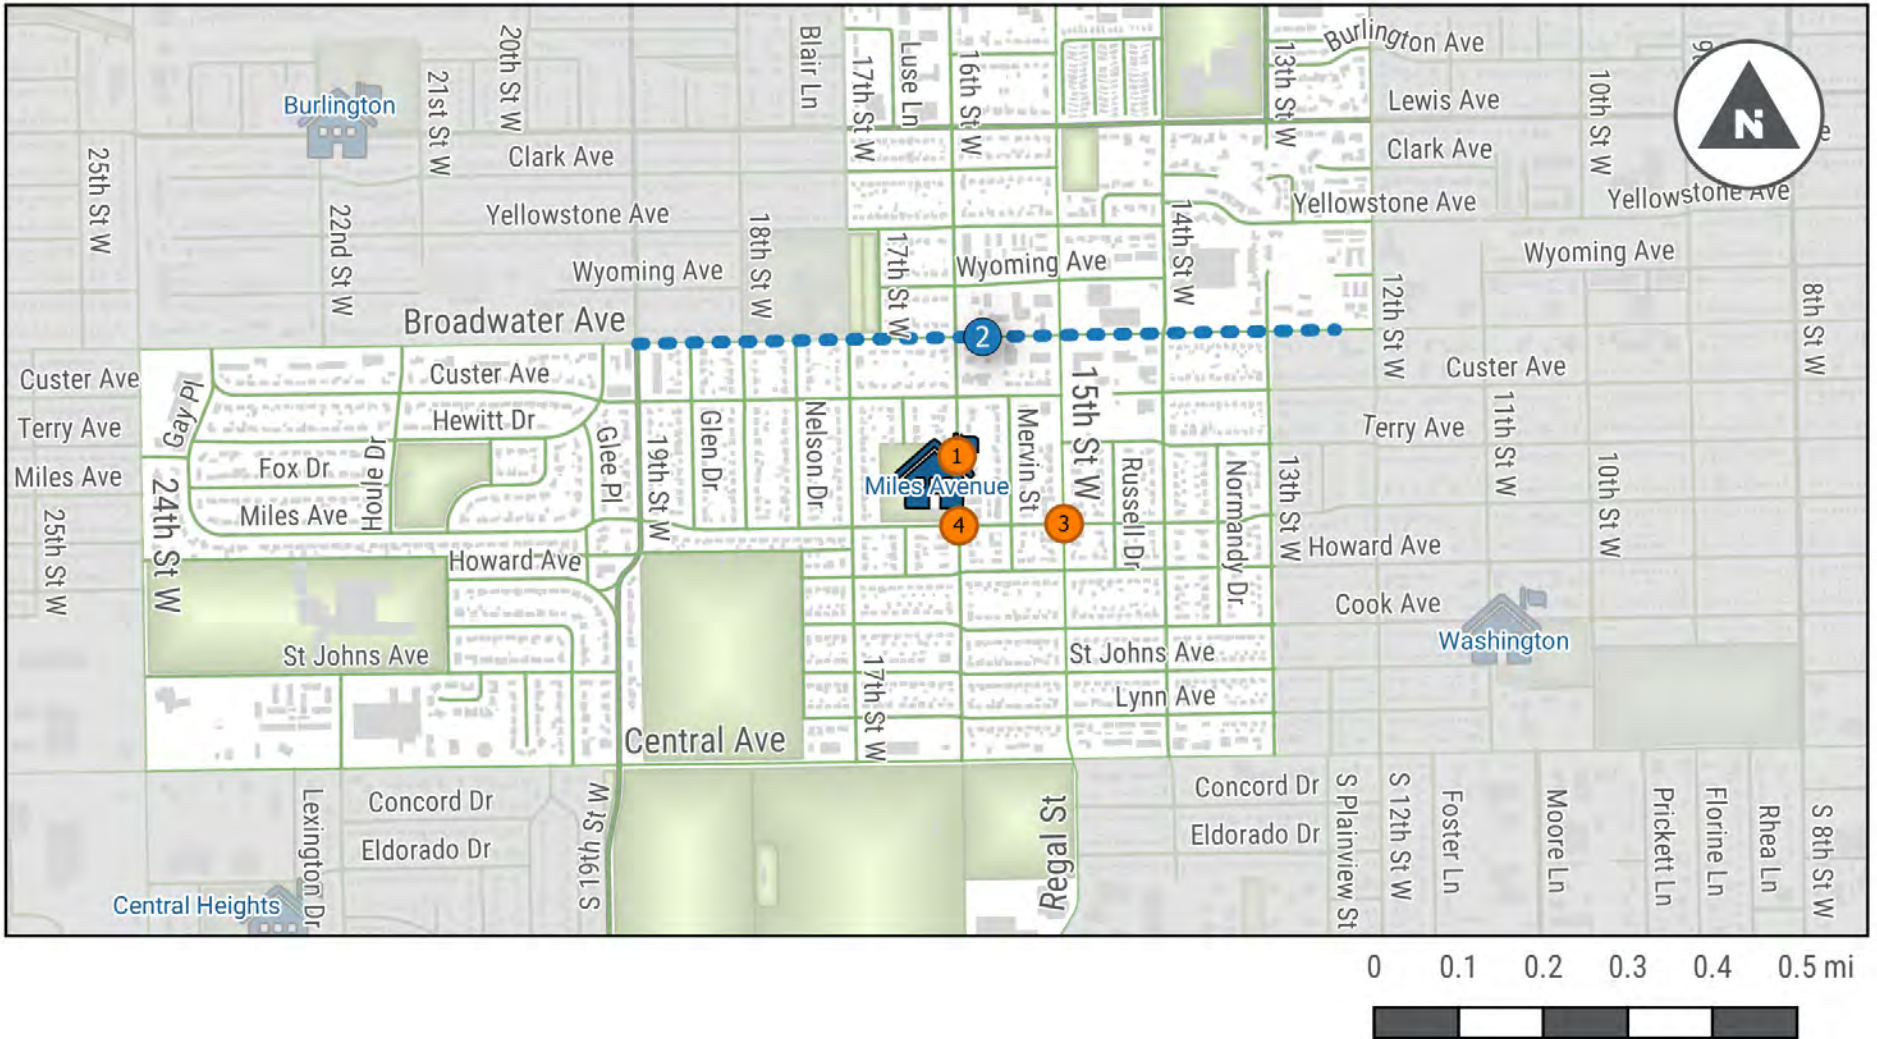 Burlington Ave
20th St W
Blair Ln
Luse Ln
9
21st St W
17th St W
16th St W
13th St W
10th St W
Burlington
Lewis Ave
N
e
25th St W
Clark Ave
Clark Ave
22nd St W
Yellowstone Ave
18th St W
17th St W
14th St W
Yellowstone Ave
Yellowstone Ave
Wyoming Ave
Wyoming Ave
Wyoming Ave
12th St W
8th St W
Broadwater Ave
2
Custer Ave
Custer Ave
Custer Ave
Gay Pl
Terry Ave
Hewitt Dr
Glen Dr
Nelson Dr
Mervin St
15th St W
Terry Ave
11th St W
Miles Ave
Fox Dr
Houle Dr
Glee Pl
19th St W
1
Miles Avenue
Russell Dr
Normandy Dr
13th St W
10th St W
25th St W
24th St W
Miles Ave
4
3
Howard Ave
Howard Ave
Cook Ave
St Johns Ave
17th St W
St Johns Ave
Washington
Lynn Ave
Central Ave
Lexington Dr
Concord Dr
S 19th St W
Regal St
Concord Dr
S Plainview St
S 12th St W
Foster Ln
Moore Ln
Prickett Ln
Florine Ln
Rhea Ln
S 8th St W
Eldorado Dr
Eldorado Dr
Central Heights
0 0.1 0.2 0.3 0.4 0.5 mi